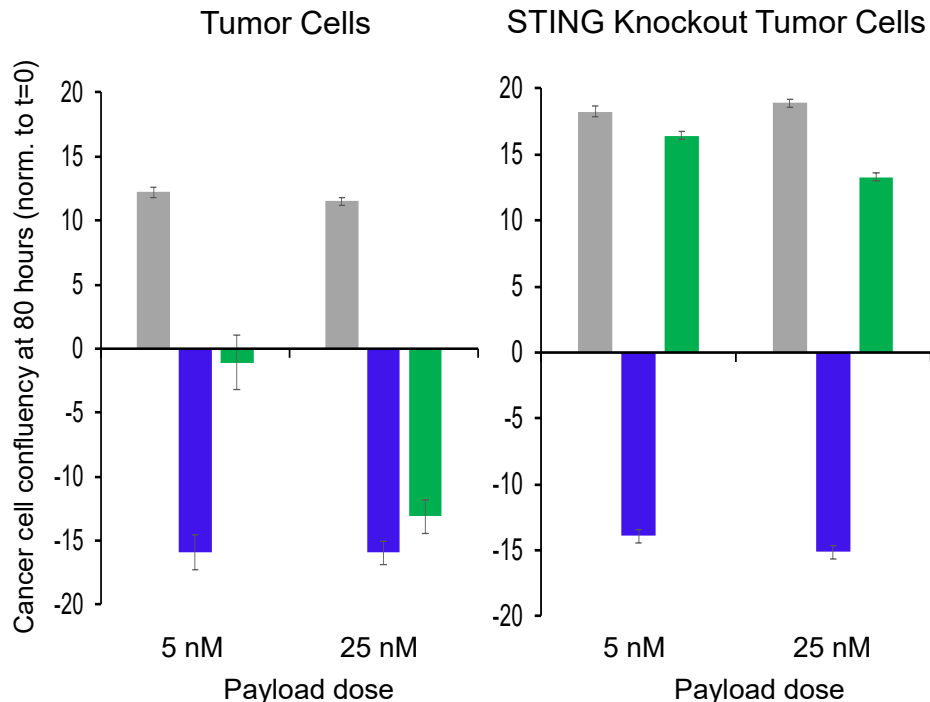 Tumor Cells
STING Knockout Tumor Cells
Cancer cell confluency at 80 hours (norm. to t=0)
20
15
10
5
0
-5
-10
-15
-20
5 nM
25 nM
Payload dose
20
15
10
5
0
-5
-10
-15
-20
5 nM
25 nM
Payload dose